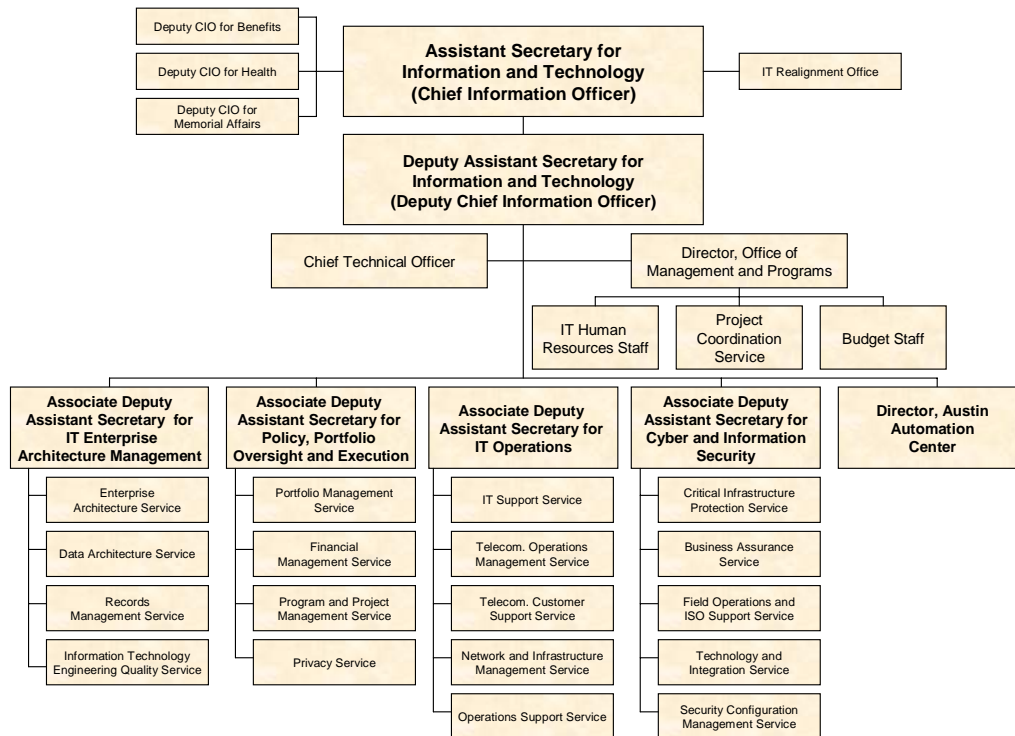 Deputy CIO for Benefits
Deputy CIO for Health
Deputy CIO for
Memorial Affairs
Assistant Secretary for
Information and Technology
(Chief Information Officer)
IT Realignment Office
Deputy Assistant Secretary for
Information and Technology
(Deputy Chief Information Officer)
Chief Technical Officer
Director, Office of
Management and Programs
IT Human
Resources Staff
Project
Coordination
Service
Budget Staff
Associate Deputy
Assistant Secretary for
IT Enterprise
Architecture Management
Enterprise
Architecture Service
Data Architecture Service
Records
Management Service
Information Technology
Engineering Quality Service
Associate Deputy
Assistant Secretary for
Policy, Portfolio
Oversight and Execution
Portfolio Management
Service
Financial
Management Service
Program and Project
Management Service
Privacy Service
Associate Deputy
Assistant Secretary for
IT Operations
IT Support Service
Telecom. Operations
Management Service
Telecom. Customer
Support Service
Network and Infrastructure
Management Service
Operations Support Service
Associate Deputy
Assistant Secretary for
Cyber and Information
Security
Critical Infrastructure
Protection Service
Business Assurance
Service
Field Operations and
ISO Support Service
Technology and
Integration Service
Security Configuration
Management Service
Director, Austin
Automation
Center